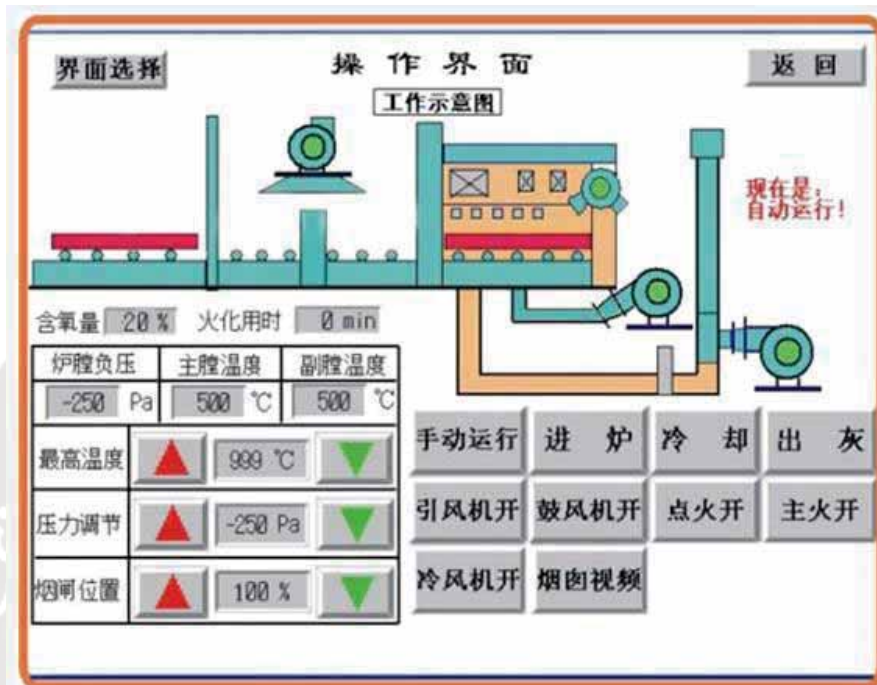 界面选择 操作界面 返回
工作示意图
现在是：
自动运行！
含氧量 20 % 火化用时 0 min
炉膛负压 主膛温度 副膛温度
-250 Pa 500 ℃ 500 ℃
最高温度 999 ℃
压力调节 -250 Pa
烟闸位置 100 %
手动运行 进 炉 冷 却 出 灰
引风机开 鼓风机开 点火开 主火开
冷风机开 烟囱视频